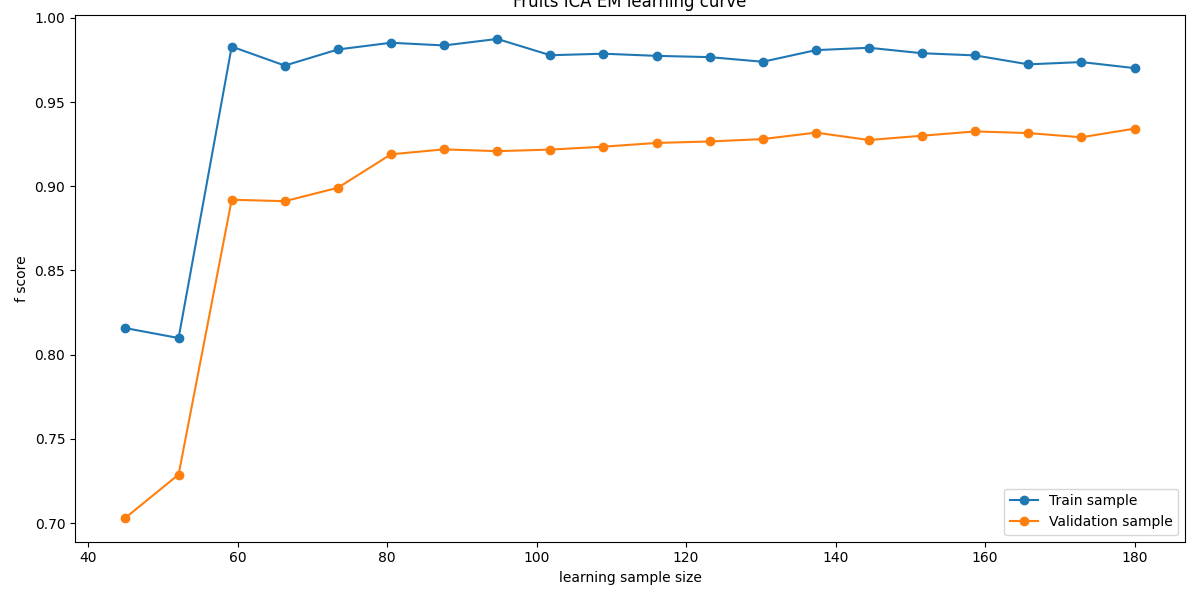 Fruits ICA EM learning curve
1.00
0.95
0.90
0.85
0.80
0.75
0.70
f score
40 60 80 100 120 140 160 180
learning sample size
Train sample
Validation sample